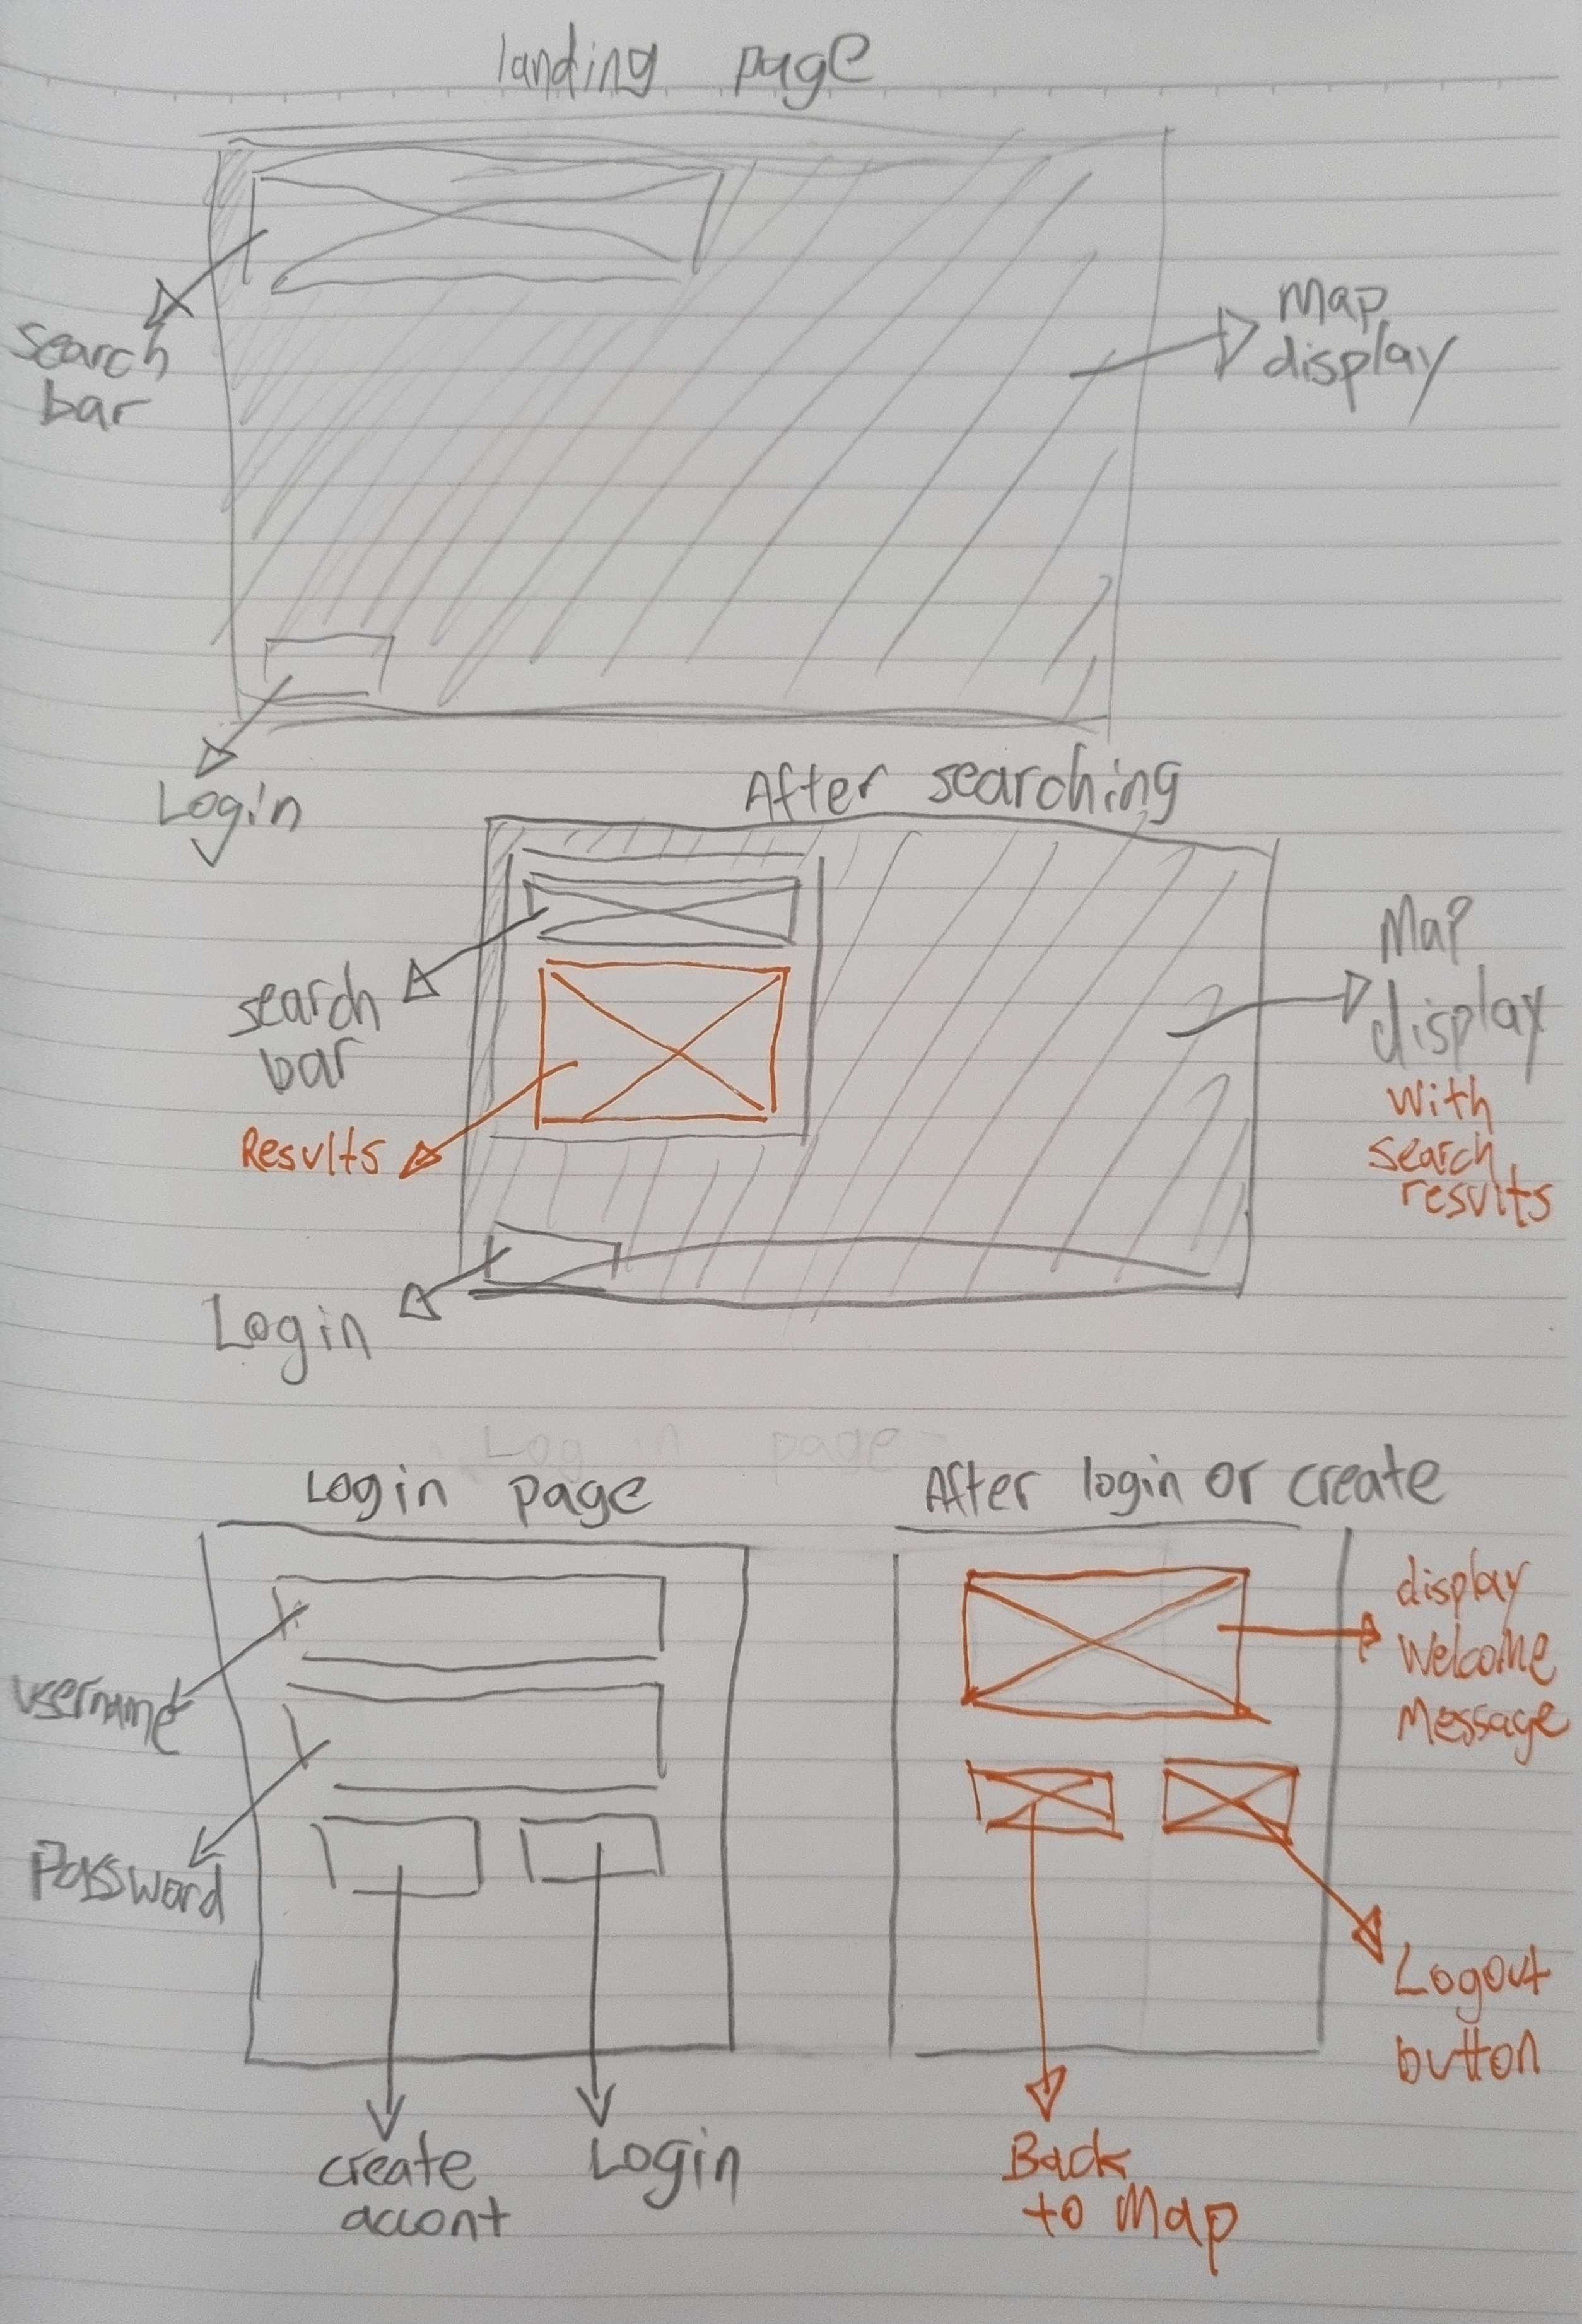 landing page
search
bar
Map
display
Login
After searching
search
bar
Results
Map
display
with
search
results
Login
Log in page
Login page
After login or create
username
Password
create
accont
Login
display
Welcome
Message
Logout
button
Back
to Map